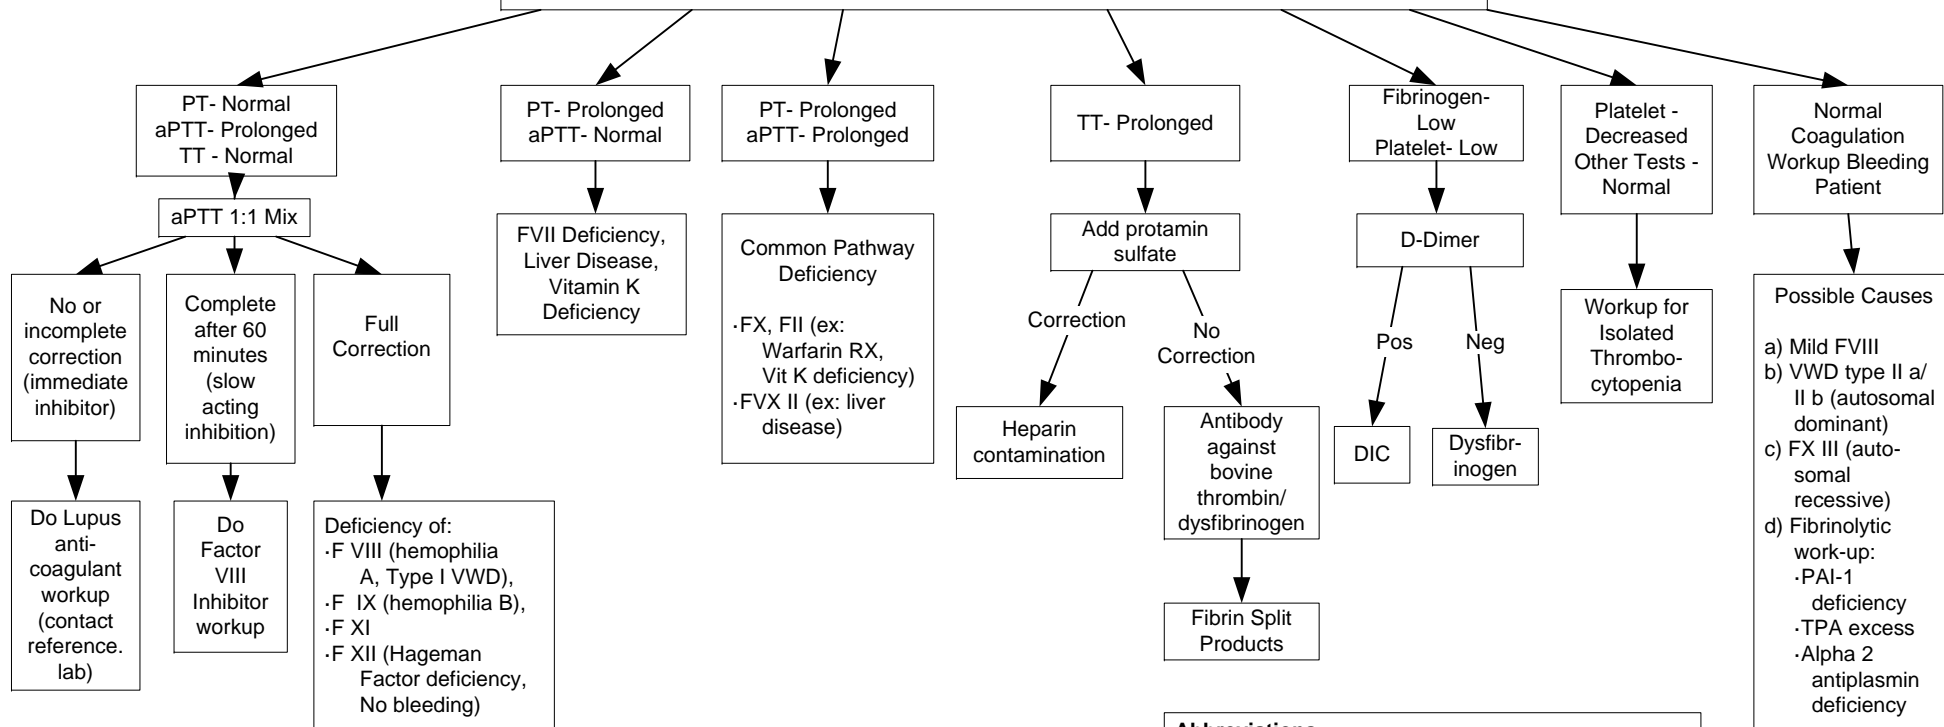 PT- Normal
aPTT- Prolonged
TT - Normal
aPTT 1:1 Mix
No or
incomplete
correction
(immediate
inhibitor)
Do Lupus
anti-
coagulant
workup
(contact
reference.
lab)
Complete
after 60
minutes
(slow
acting
inhibition)
Do
Factor
VIII
Inhibitor
workup
Full
Correction
Deficiency of:
·F VIII (hemophilia
A, Type I VWD),
·F IX (hemophilia B),
·F XI
·F XII (Hageman
Factor deficiency,
No bleeding)
PT- Prolonged
aPTT- Normal
FVII Deficiency,
Liver Disease,
Vitamin K
Deficiency
PT- Prolonged
aPTT- Prolonged
Common Pathway
Deficiency
·FX, FII (ex:
Warfarin RX,
Vit K deficiency)
·FVX II (ex: liver
disease)
TT- Prolonged
Add protamin
sulfate
Correction
Heparin
contamination
No
Correction
Antibody
against
bovine
thrombin/
dysfibrinogen
Fibrin Split
Products
Fibrinogen-
Low
Platelet- Low
D-Dimer
Pos
DIC
Neg
Dysfibr-
inogen
Platelet -
Decreased
Other Tests -
Normal
Workup for
Isolated
Thrombo-
cytopenia
Normal
Coagulation
Workup Bleeding
Patient
Possible Causes
a) Mild FVIII
b) VWD type II a/
II b (autosomal
dominant)
c) FX III (auto-
somal
recessive)
d) Fibrinolytic
work-up:
·PAI-1
deficiency
·TPA excess
·Alpha 2
antiplasmin
deficiency
Abbreviations